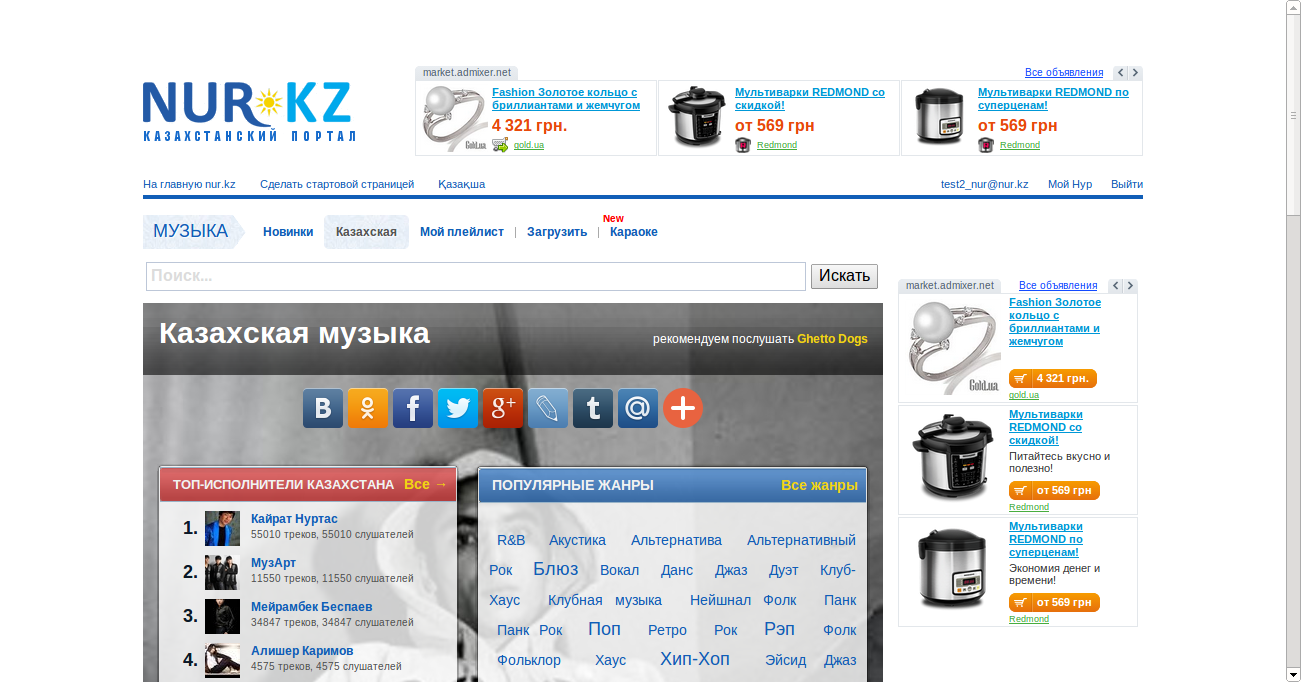 market.admixer.net
Все объявления
NUR KZ
КАЗАХСТАНСКИЙ ПОРТАЛ
Fashion Золотое кольцо с
бриллиантами и жемчугом
4 321 грн.
gold.ua
Gold.ua
Мультиварки REDMOND со
скидкой!
от 569 грн
Redmond
Мультиварки REDMOND по
суперценам!
от 569 грн
Redmond
На главную nur.kz Сделать стартовой страницей Қазақша
test2_nur@nur.kz Мой Нур Выйти
New
МУЗЫКА Новинки Казахская Мой плейлист Загрузить Караоке
Поиск... Искать
Казахская музыка
рекомендуем послушать Ghetto Dogs
ТОП-ИСПОЛНИТЕЛИ КАЗАХСТАНА Все →
1. Кайрат Нуртас
55010 треков, 55010 слушателей
2. МузАрт
11550 треков, 11550 слушателей
3. Мейрамбек Беспаев
34847 треков, 34847 слушателей
4. Алишер Каримов
4575 треков, 4575 слушателей
ПОПУЛЯРНЫЕ ЖАНРЫ Все жанры
R&B Акустика Альтернатива Альтернативный
Рок Блюз Вокал Данс Джаз Дуэт Клуб-
Хаус Клубная музыка Нейшнал Фолк Панк
Панк Рок Поп Ретро Рок Рэп Фолк
Фольклор Хаус Хип-Хоп Эйсид Джаз
market.admixer.net Все объявления
Fashion Золотое
кольцо с
бриллиантами и
жемчугом
4 321 грн.
gold.ua
Gold.ua
Мультиварки
REDMOND со
скидкой!
Питайтесь вкусно и
полезно!
от 569 грн
Redmond
Мультиварки
REDMOND по
суперценам!
Экономия денег и
времени!
от 569 грн
Redmond